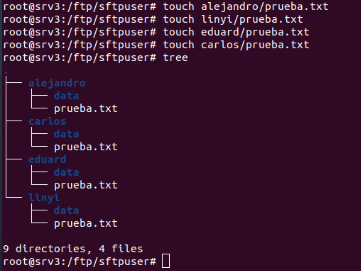 root@srv3:/ftp/sftpuser# touch alejandro/prueba.txt
root@srv3:/ftp/sftpuser# touch linyi/prueba.txt
root@srv3:/ftp/sftpuser# touch eduard/prueba.txt
root@srv3:/ftp/sftpuser# touch carlos/prueba.txt
root@srv3:/ftp/sftpuser# tree
.
├── alejandro
│   ├── data
│   └── prueba.txt
├── carlos
│   ├── data
│   └── prueba.txt
├── eduard
│   ├── data
│   └── prueba.txt
└── linyi
    ├── data
    └── prueba.txt

9 directories, 4 files
root@srv3:/ftp/sftpuser#